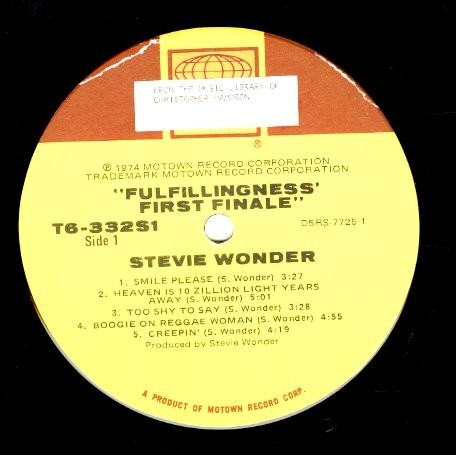 FROM THE MUSIC LIBRARY OF
CHRISTOPHER HAMPSON
®
℗ 1974 MOTOWN RECORD CORPORATION
TRADEMARK MOTOWN RECORD CORPORATION
"FULFILLINGNESS'
FIRST FINALE"
T6-332S1
DSRS-7725-1
Side 1
STEVIE WONDER
1. SMILE PLEASE (S. Wonder) 3:27
2. HEAVEN IS 10 ZILLION LIGHT YEARS
AWAY (S. Wonder) 5:01
3. TOO SHY TO SAY (S. Wonder) 3:28
4. BOOGIE ON REGGAE WOMAN (S. Wonder) 4:55
5. CREEPIN' (S. Wonder) 4:19
Produced by Stevie Wonder
A PRODUCT OF MOTOWN RECORD CORP.